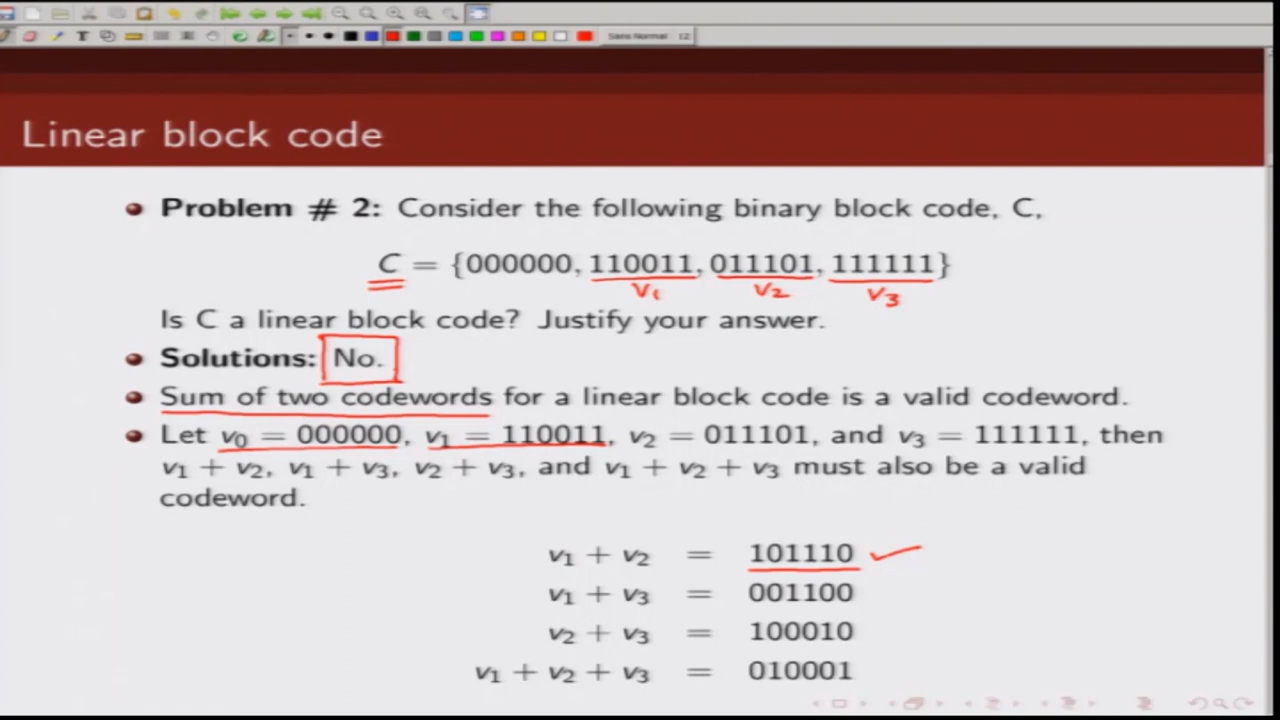 Sans Normal 12
Linear block code
Problem # 2: Consider the following binary block code, C,
C = {000000, 110011, 011101, 111111}
v1 v2 v3
Is C a linear block code? Justify your answer.
Solutions: No.
Sum of two codewords for a linear block code is a valid codeword.
Let v0 = 000000, v1 = 110011, v2 = 011101, and v3 = 111111, then
v1 + v2, v1 + v3, v2 + v3, and v1 + v2 + v3 must also be a valid
codeword.
v1 + v2 = 101110
v1 + v3 = 001100
v2 + v3 = 100010
v1 + v2 + v3 = 010001